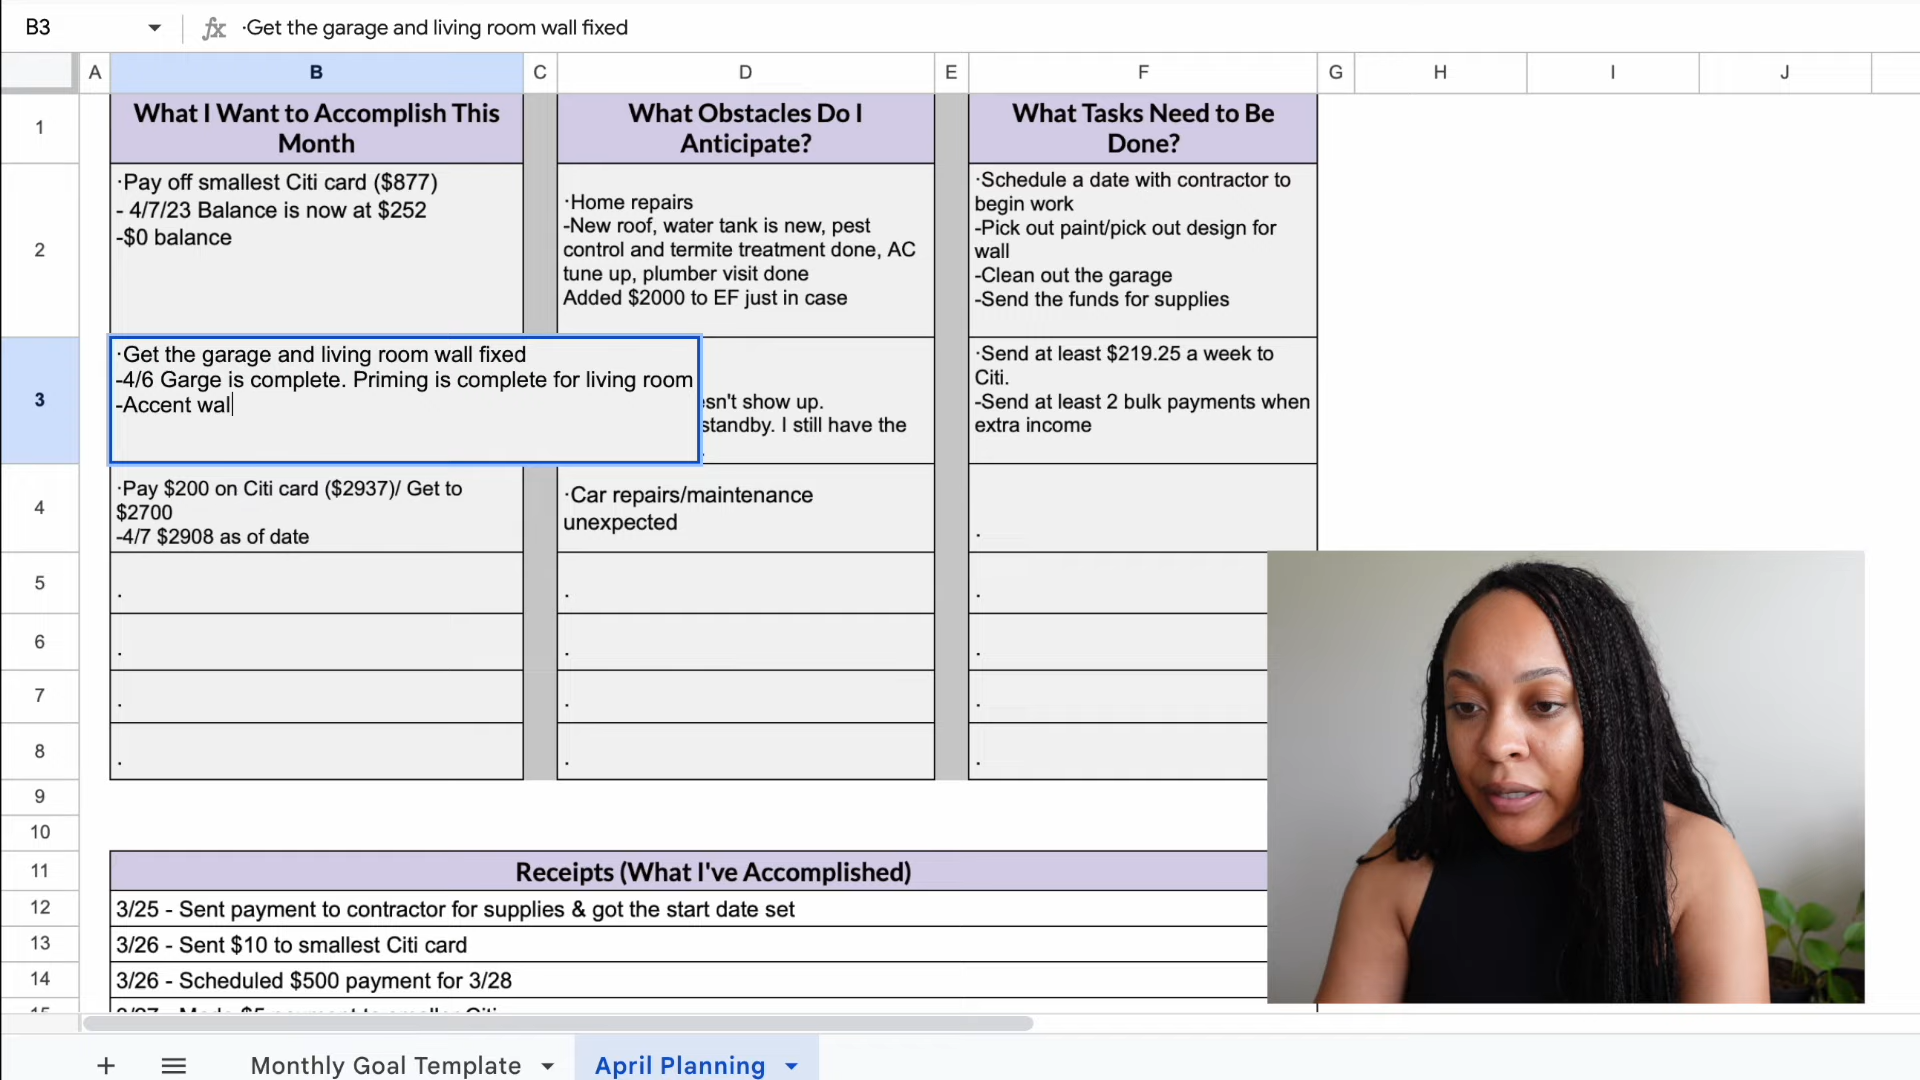 B3
fx ·Get the garage and living room wall fixed
A B C D E F G H I J
1
What I Want to Accomplish This
Month
What Obstacles Do I
Anticipate?
What Tasks Need to Be
Done?
2
·Pay off smallest Citi card ($877)
- 4/7/23 Balance is now at $252
-$0 balance
·Home repairs
-New roof, water tank is new, pest
control and termite treatment done, AC
tune up, plumber visit done
Added $2000 to EF just in case
·Schedule a date with contractor to
begin work
-Pick out paint/pick out design for
wall
-Clean out the garage
-Send the funds for supplies
3
·Get the garage and living room wall fixed
-4/6 Garge is complete. Priming is complete for living room
-Accent wal
sn't show up.
standby. I still have the
.
·Send at least $219.25 a week to
Citi.
-Send at least 2 bulk payments when
extra income
4
·Pay $200 on Citi card ($2937)/ Get to
$2700
-4/7 $2908 as of date
·Car repairs/maintenance
unexpected
.
5
. . .
6
. . .
7
. . .
8
. . .
9
10
11
Receipts (What I've Accomplished)
12
3/25 - Sent payment to contractor for supplies & got the start date set
13
3/26 - Sent $10 to smallest Citi card
14
3/26 - Scheduled $500 payment for 3/28
15
+ Monthly Goal Template April Planning